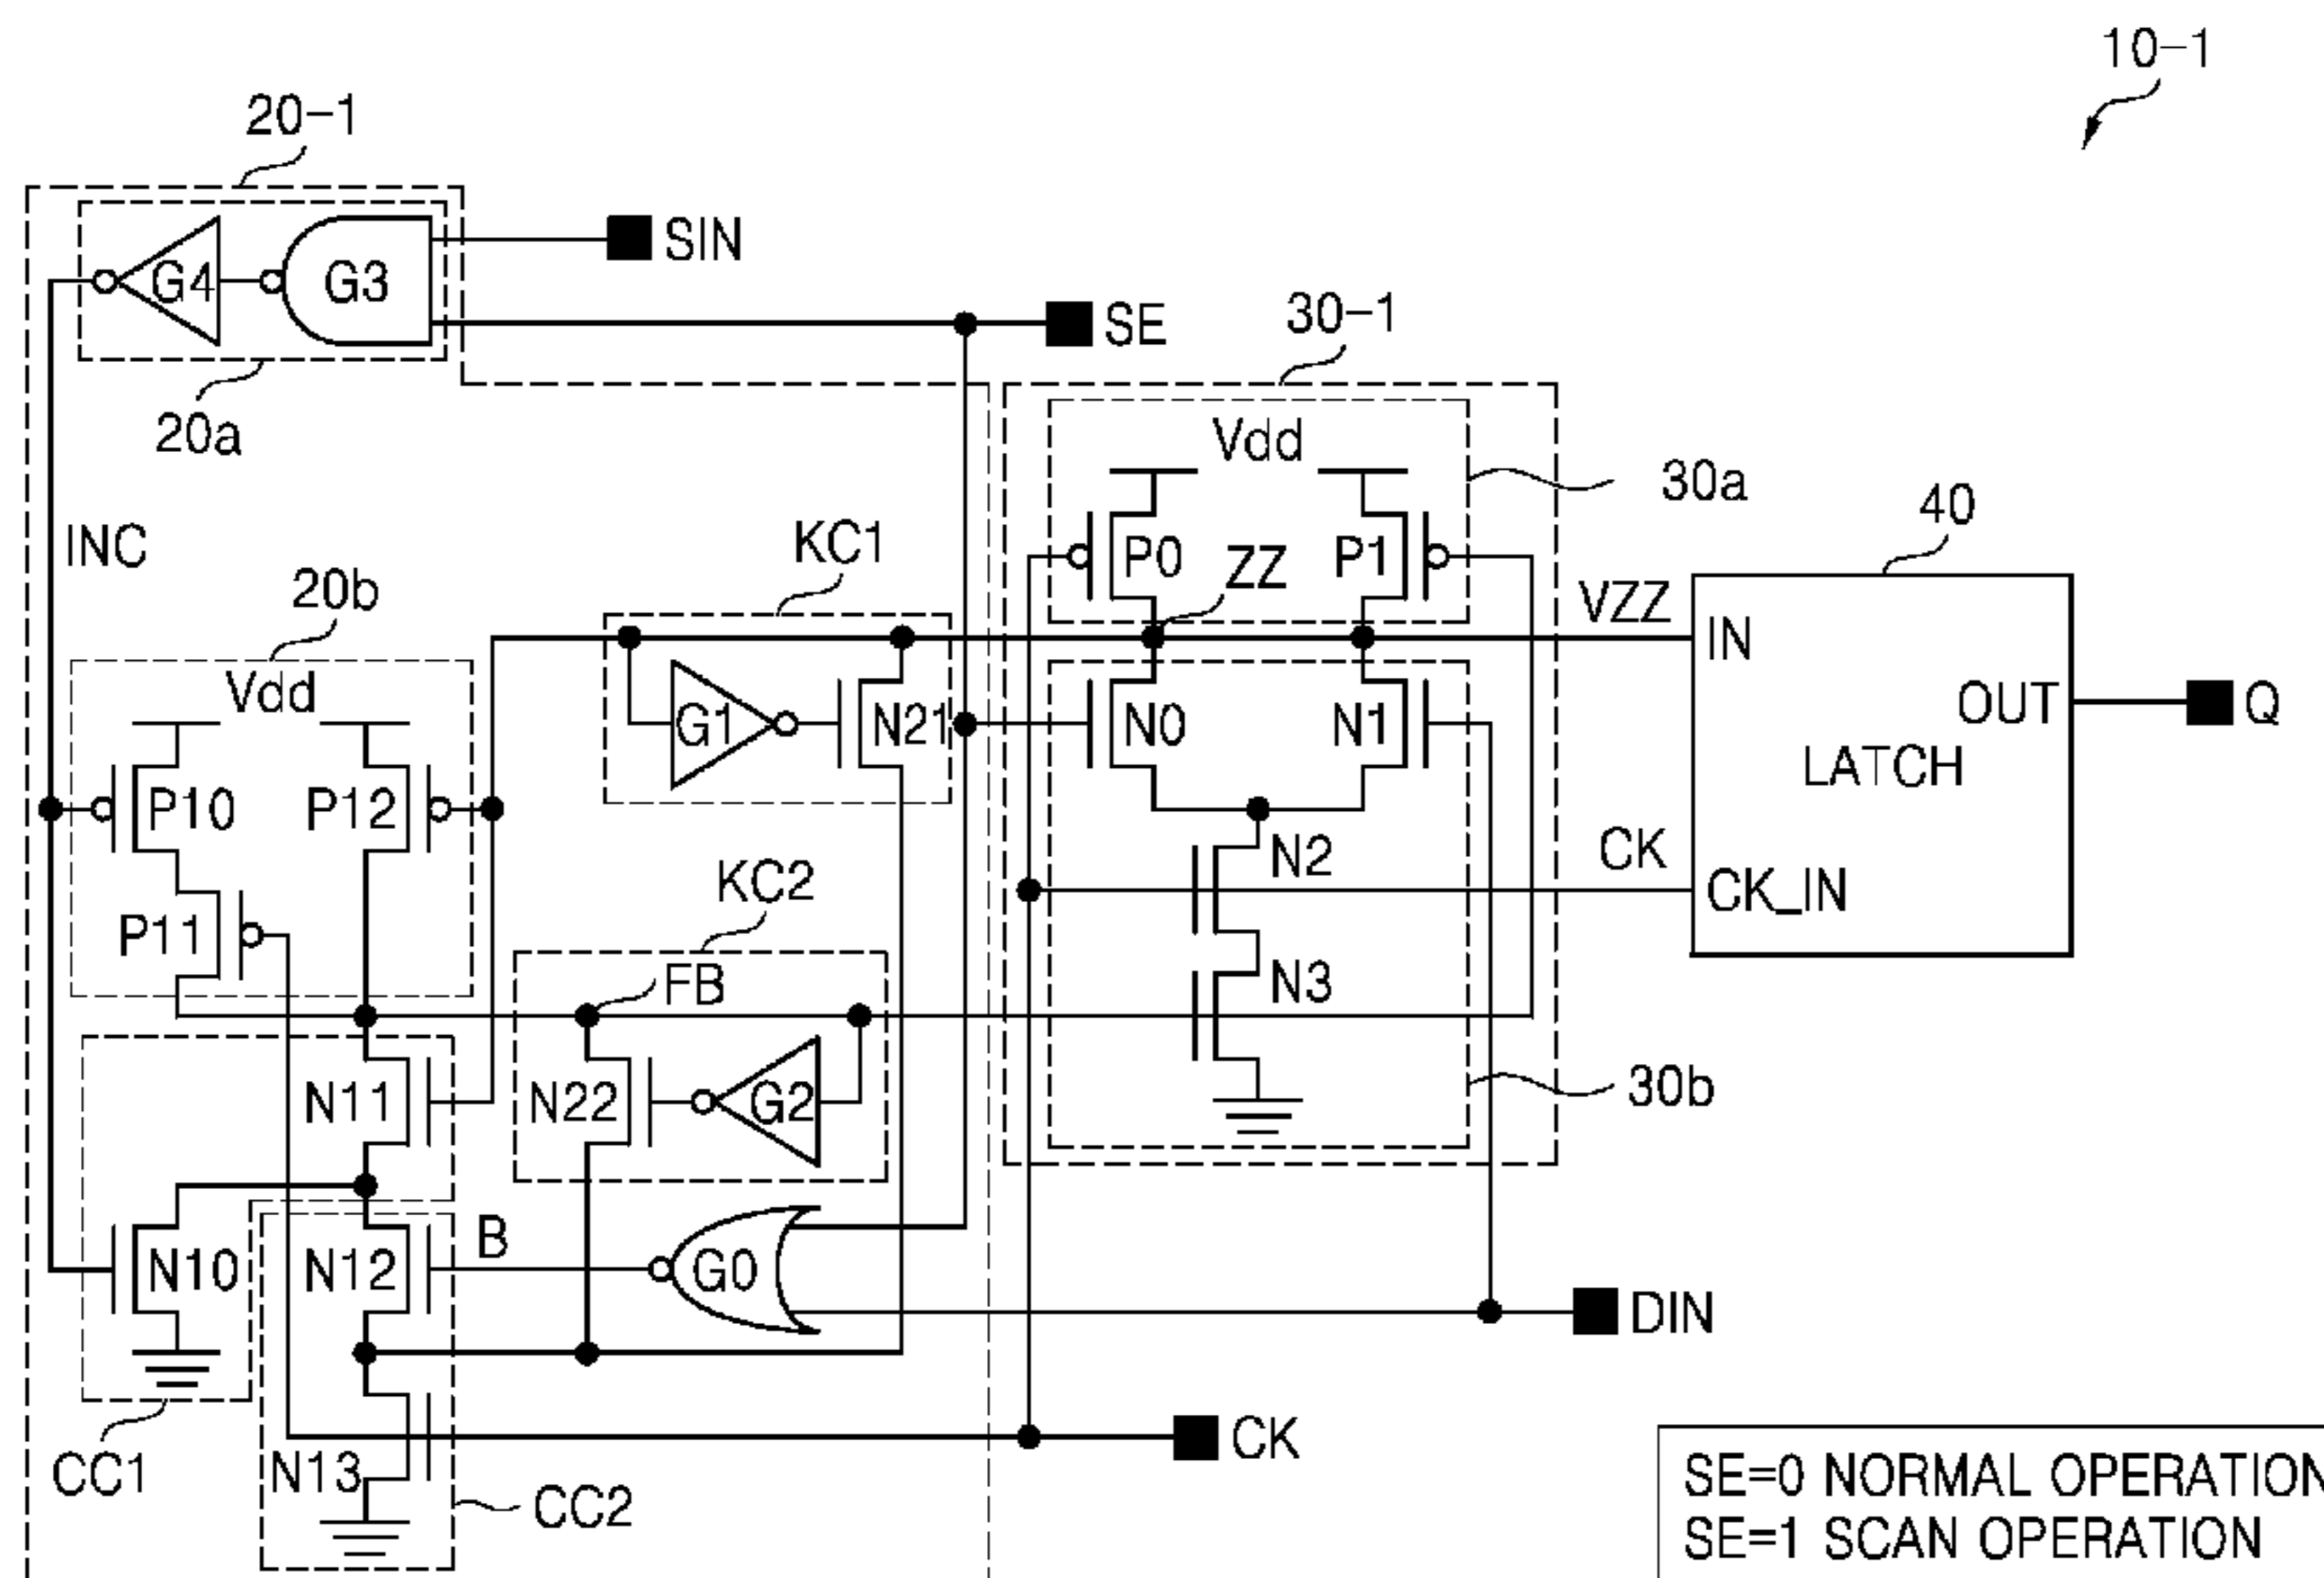 10-1
20-1
G4
G3
SIN
SE
20a
30-1
Vdd
30a
INC
KC1
P0
ZZ
P1
40
20b
VZZ
IN
Vdd
G1
N21
N0
N1
OUT
Q
LATCH
P10
P12
KC2
N2
CK
CK_IN
P11
FB
N3
N11
N22
G2
30b
B
N10
N12
G0
DIN
CC1
N13
CC2
CK
SE=0 NORMAL OPERATION
SE=1 SCAN OPERATION